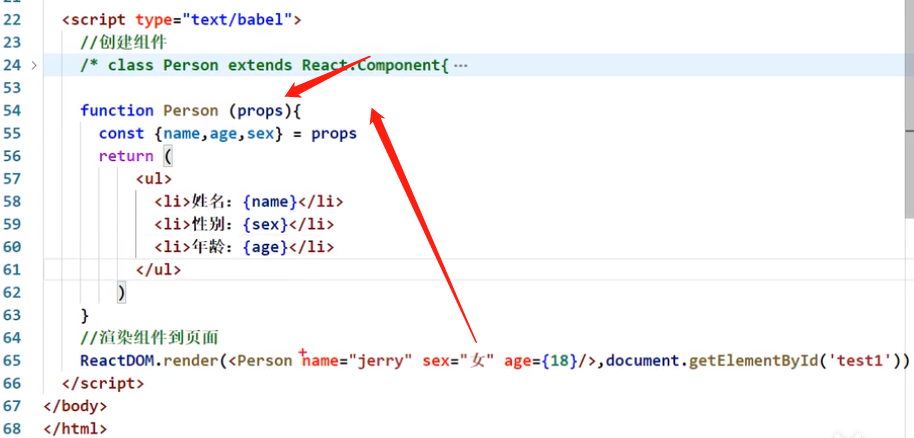 22 <script type="text/babel">
23 //创建组件
24 /* class Person extends React.Component{ ⋯
53
54 function Person (props){
55 const {name,age,sex} = props
56 return (
57 <ul>
58 <li>姓名：{name}</li>
59 <li>性别：{sex}</li>
60 <li>年龄：{age}</li>
61 </ul>
62 )
63 }
64 //渲染组件到页面
65 ReactDOM.render(<Person name="jerry" sex="女" age={18}/>,document.getElementById('test1'))
66 </script>
67 </body>
68 </html>